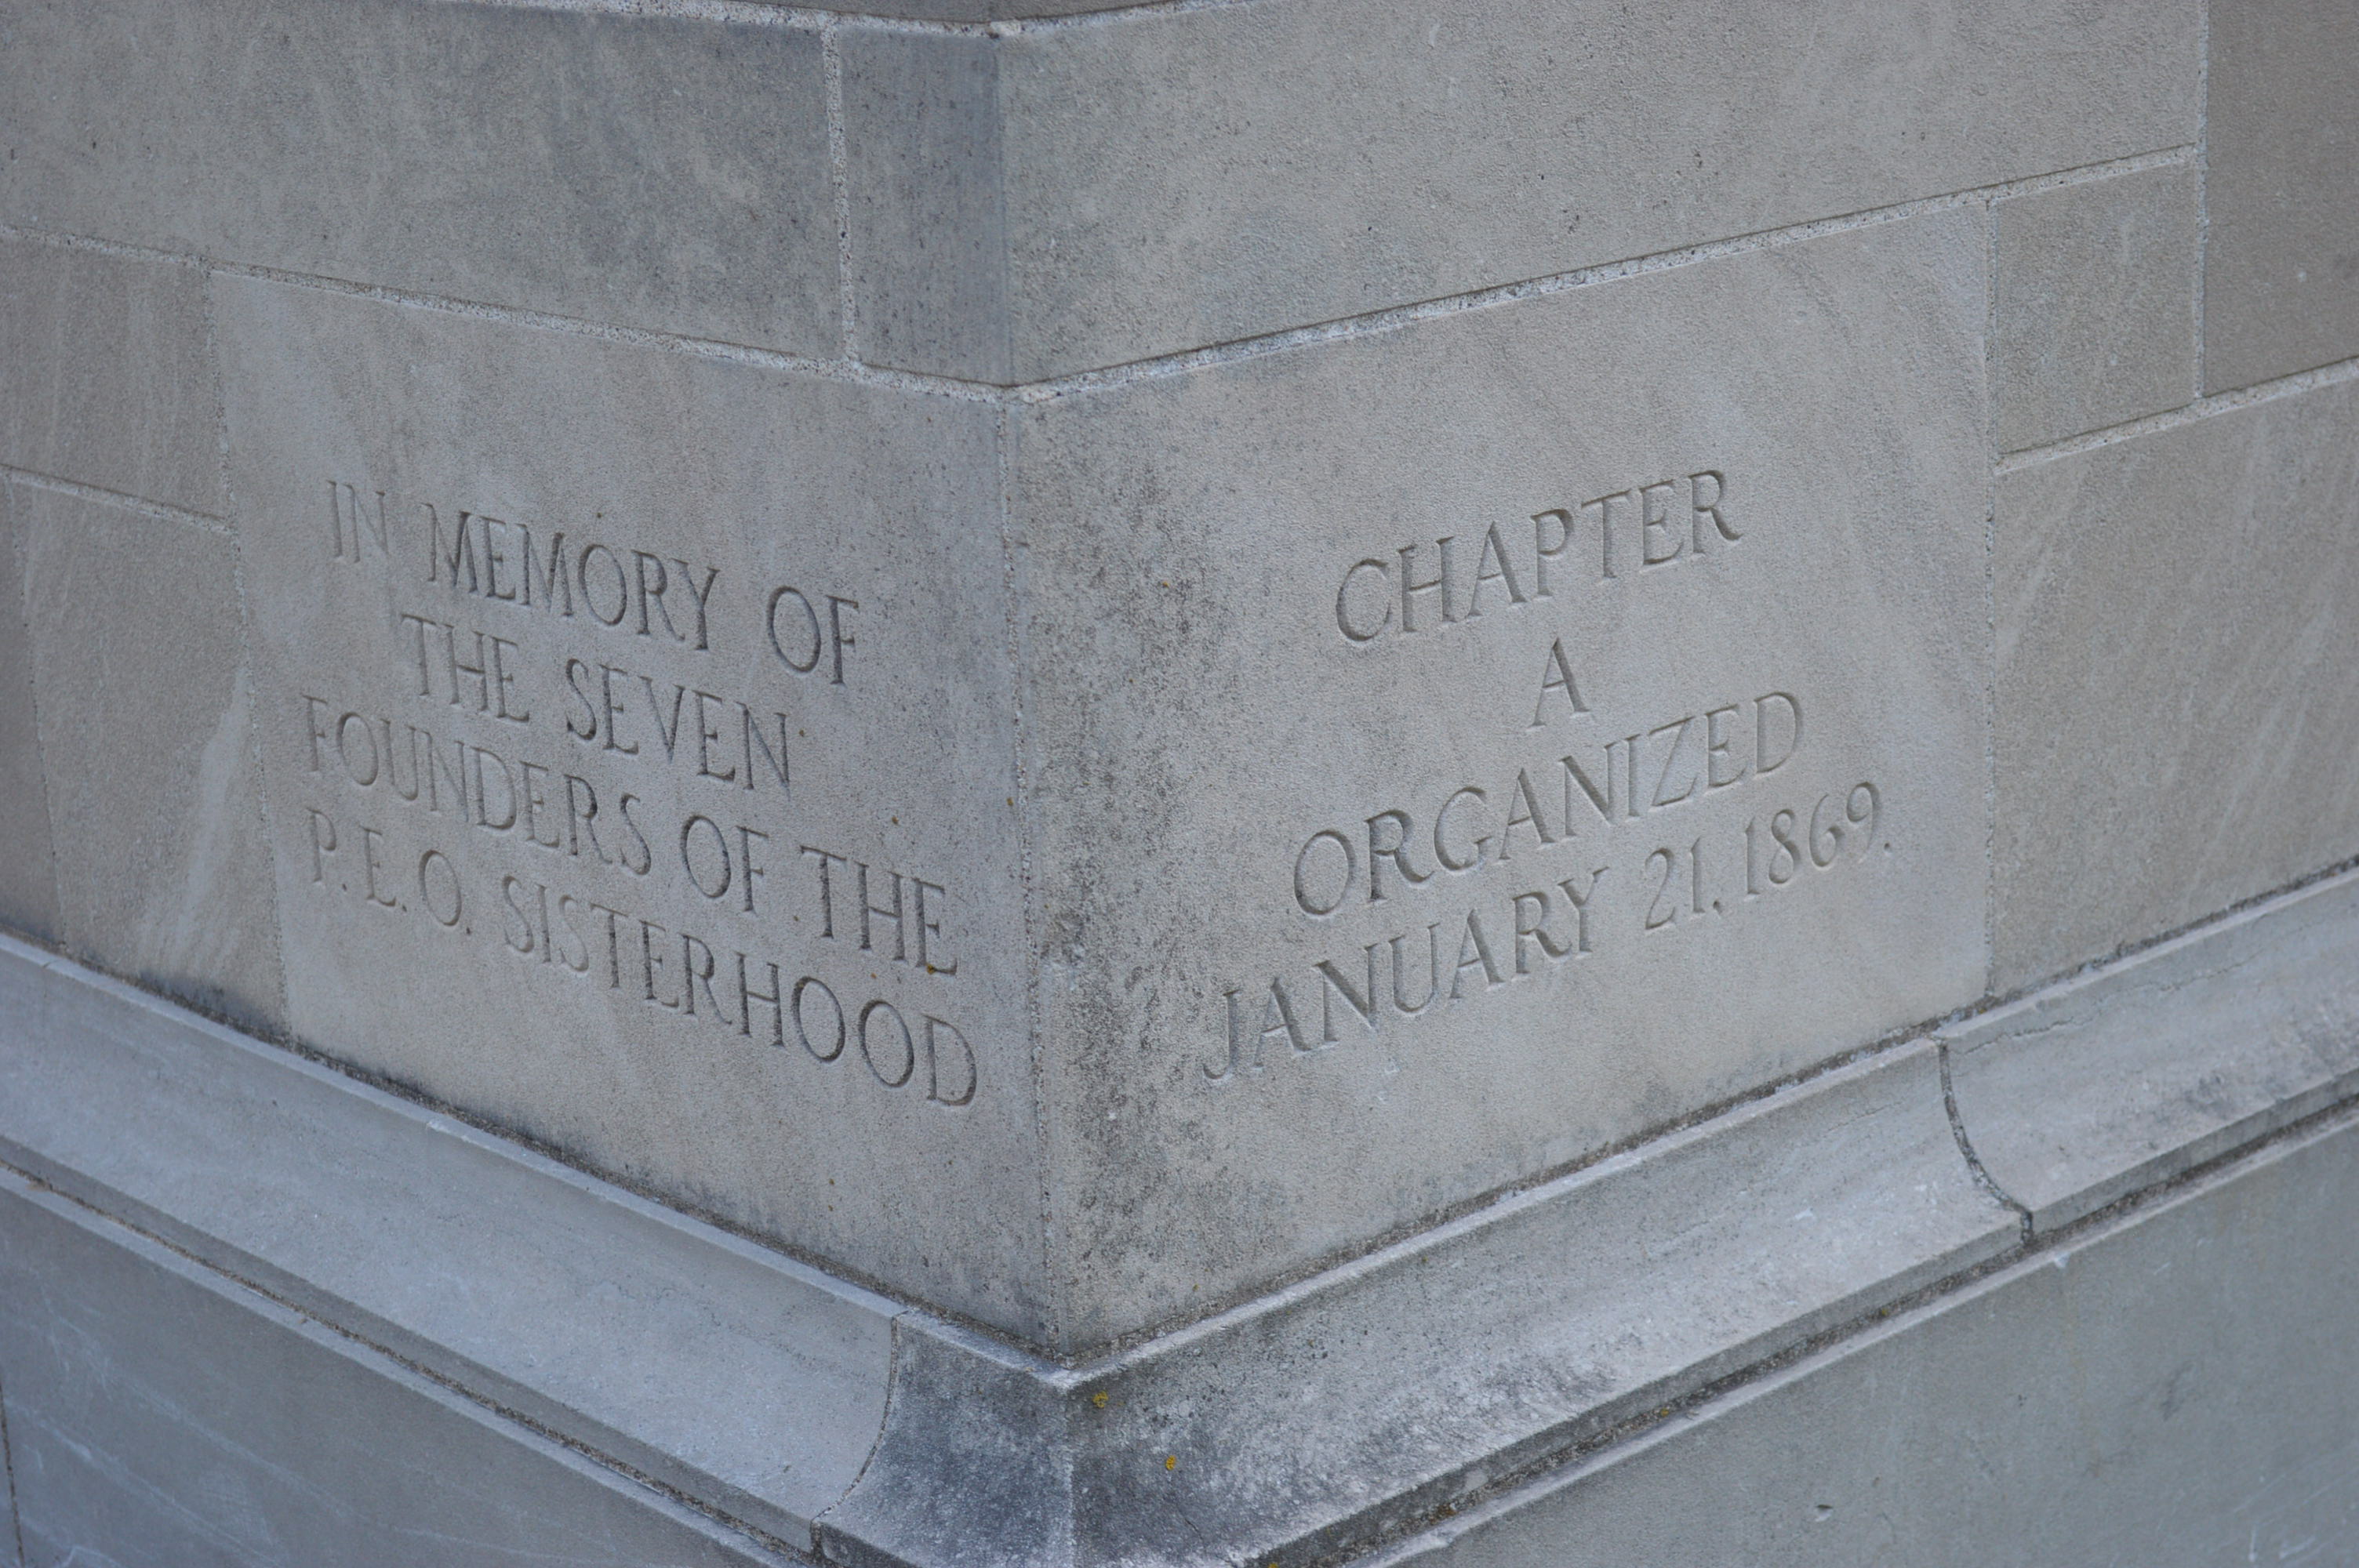 IN MEMORY OF
THE SEVEN
FOUNDERS OF THE
P.E.O. SISTERHOOD
CHAPTER
A
ORGANIZED
JANUARY 21, 1869.